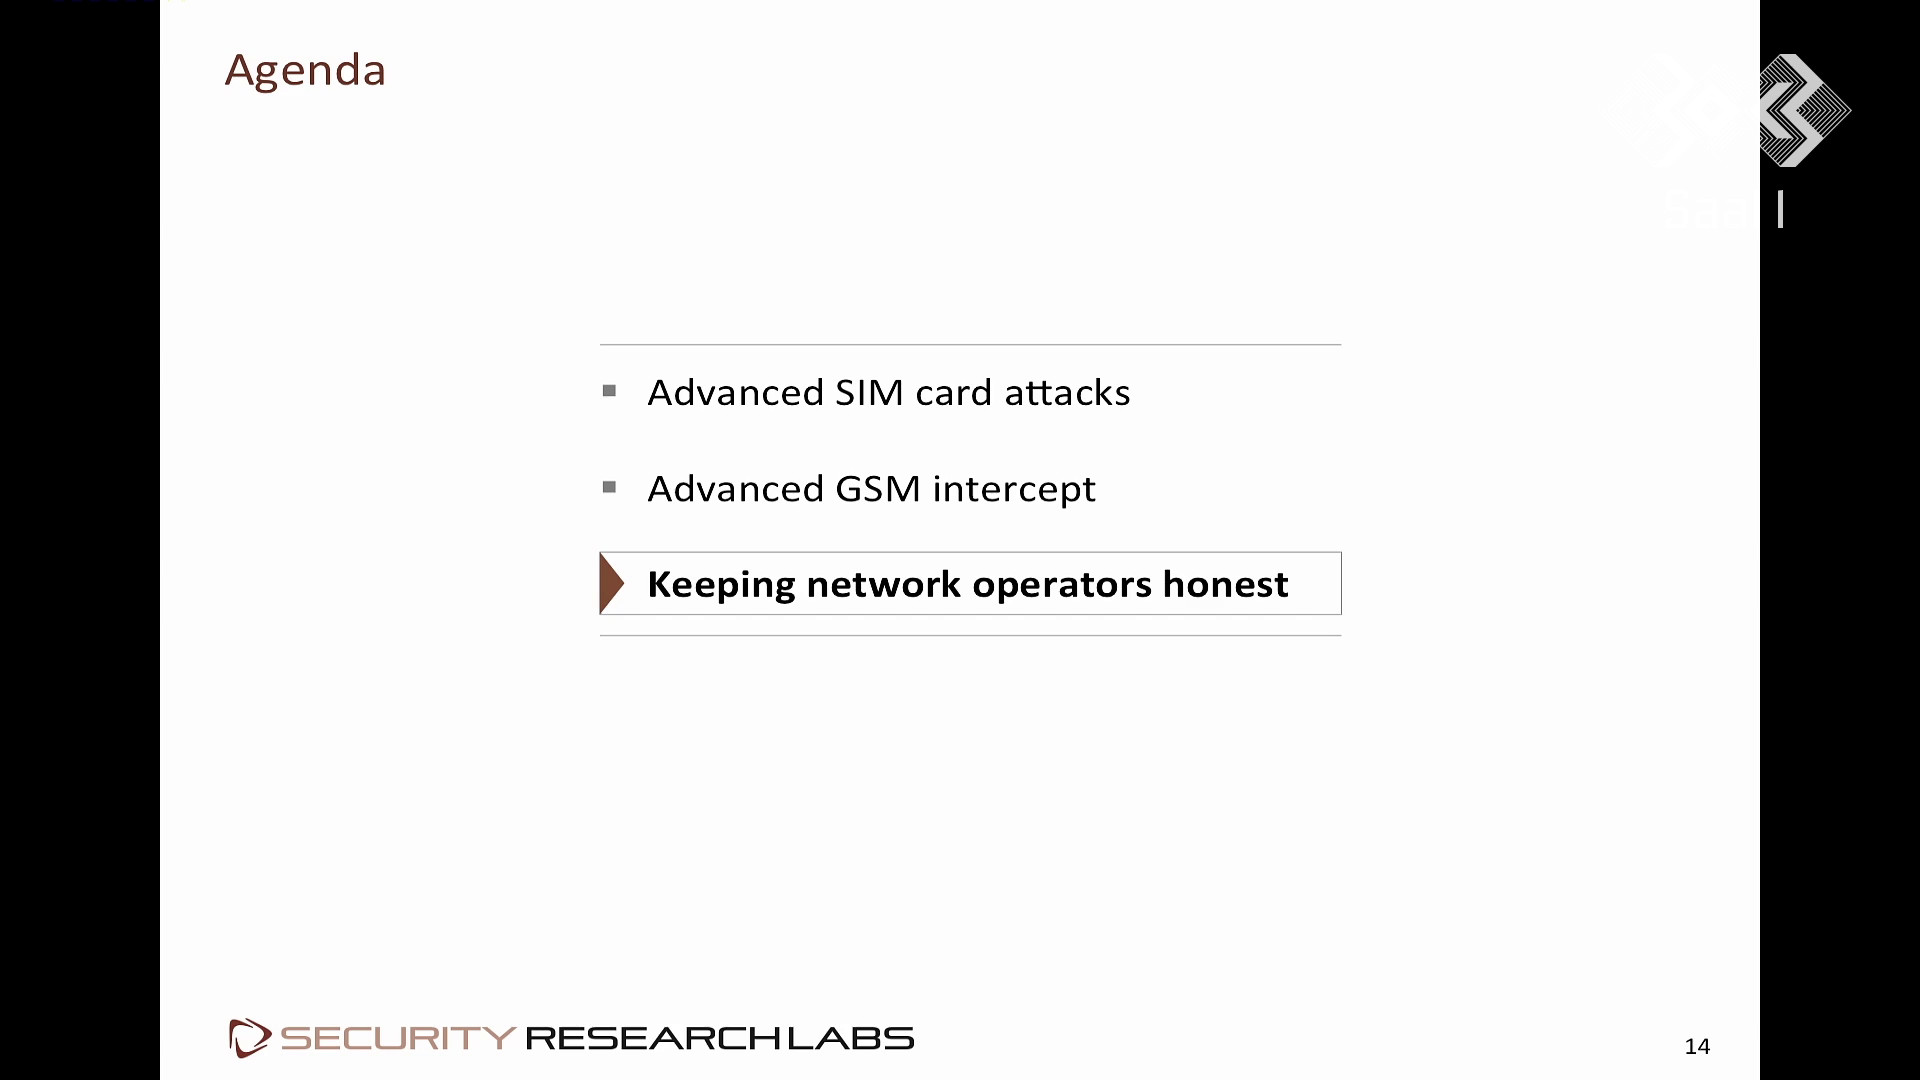 Agenda
Advanced SIM card attacks
Advanced GSM intercept
Keeping network operators honest
SECURITY RESEARCH LABS
14